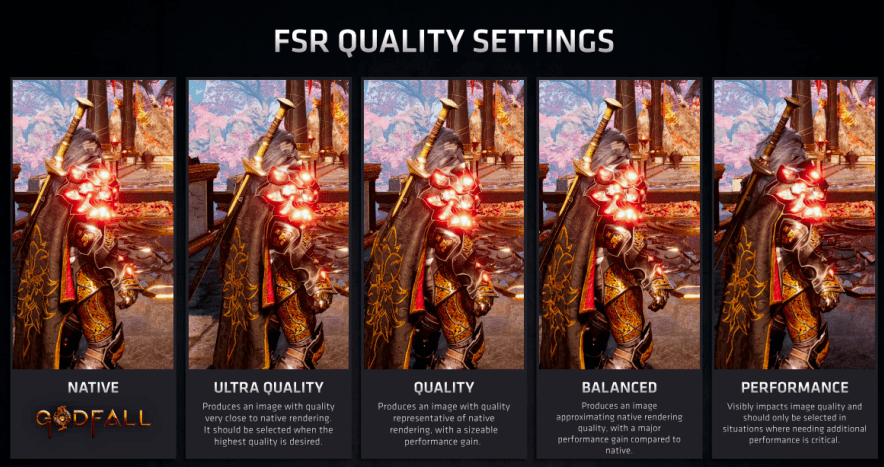 FSR QUALITY SETTINGS
NATIVE
GODFALL
ULTRA QUALITY
Produces an image with quality
very close to native rendering.
It should be selected when the
highest quality is desired.
QUALITY
Produces an image with quality
representative of native
rendering, with a sizeable
performance gain.
BALANCED
Produces an image
approximating native rendering
quality, with a major
performance gain compared to
native.
PERFORMANCE
Visibly impacts image quality and
should only be selected in
situations where needing additional
performance is critical.